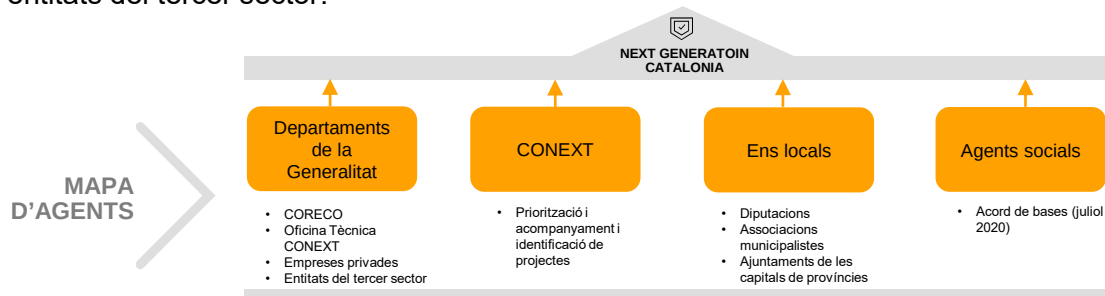 entitats del tercer sector.
NEXT GENERATOIN
CATALONIA
Departaments
de la
Generalitat
CONEXT
Ens locals
Agents socials
MAPA
D'AGENTS
• CORECO
• Oficina Tècnica
CONEXT
• Empreses privades
• Entitats del tercer sector
• Priorització i
acompanyament i
identificació de
projectes
• Diputacions
• Associacions
municipalistes
• Ajuntaments de les
capitals de províncies
• Acord de bases (juliol
2020)